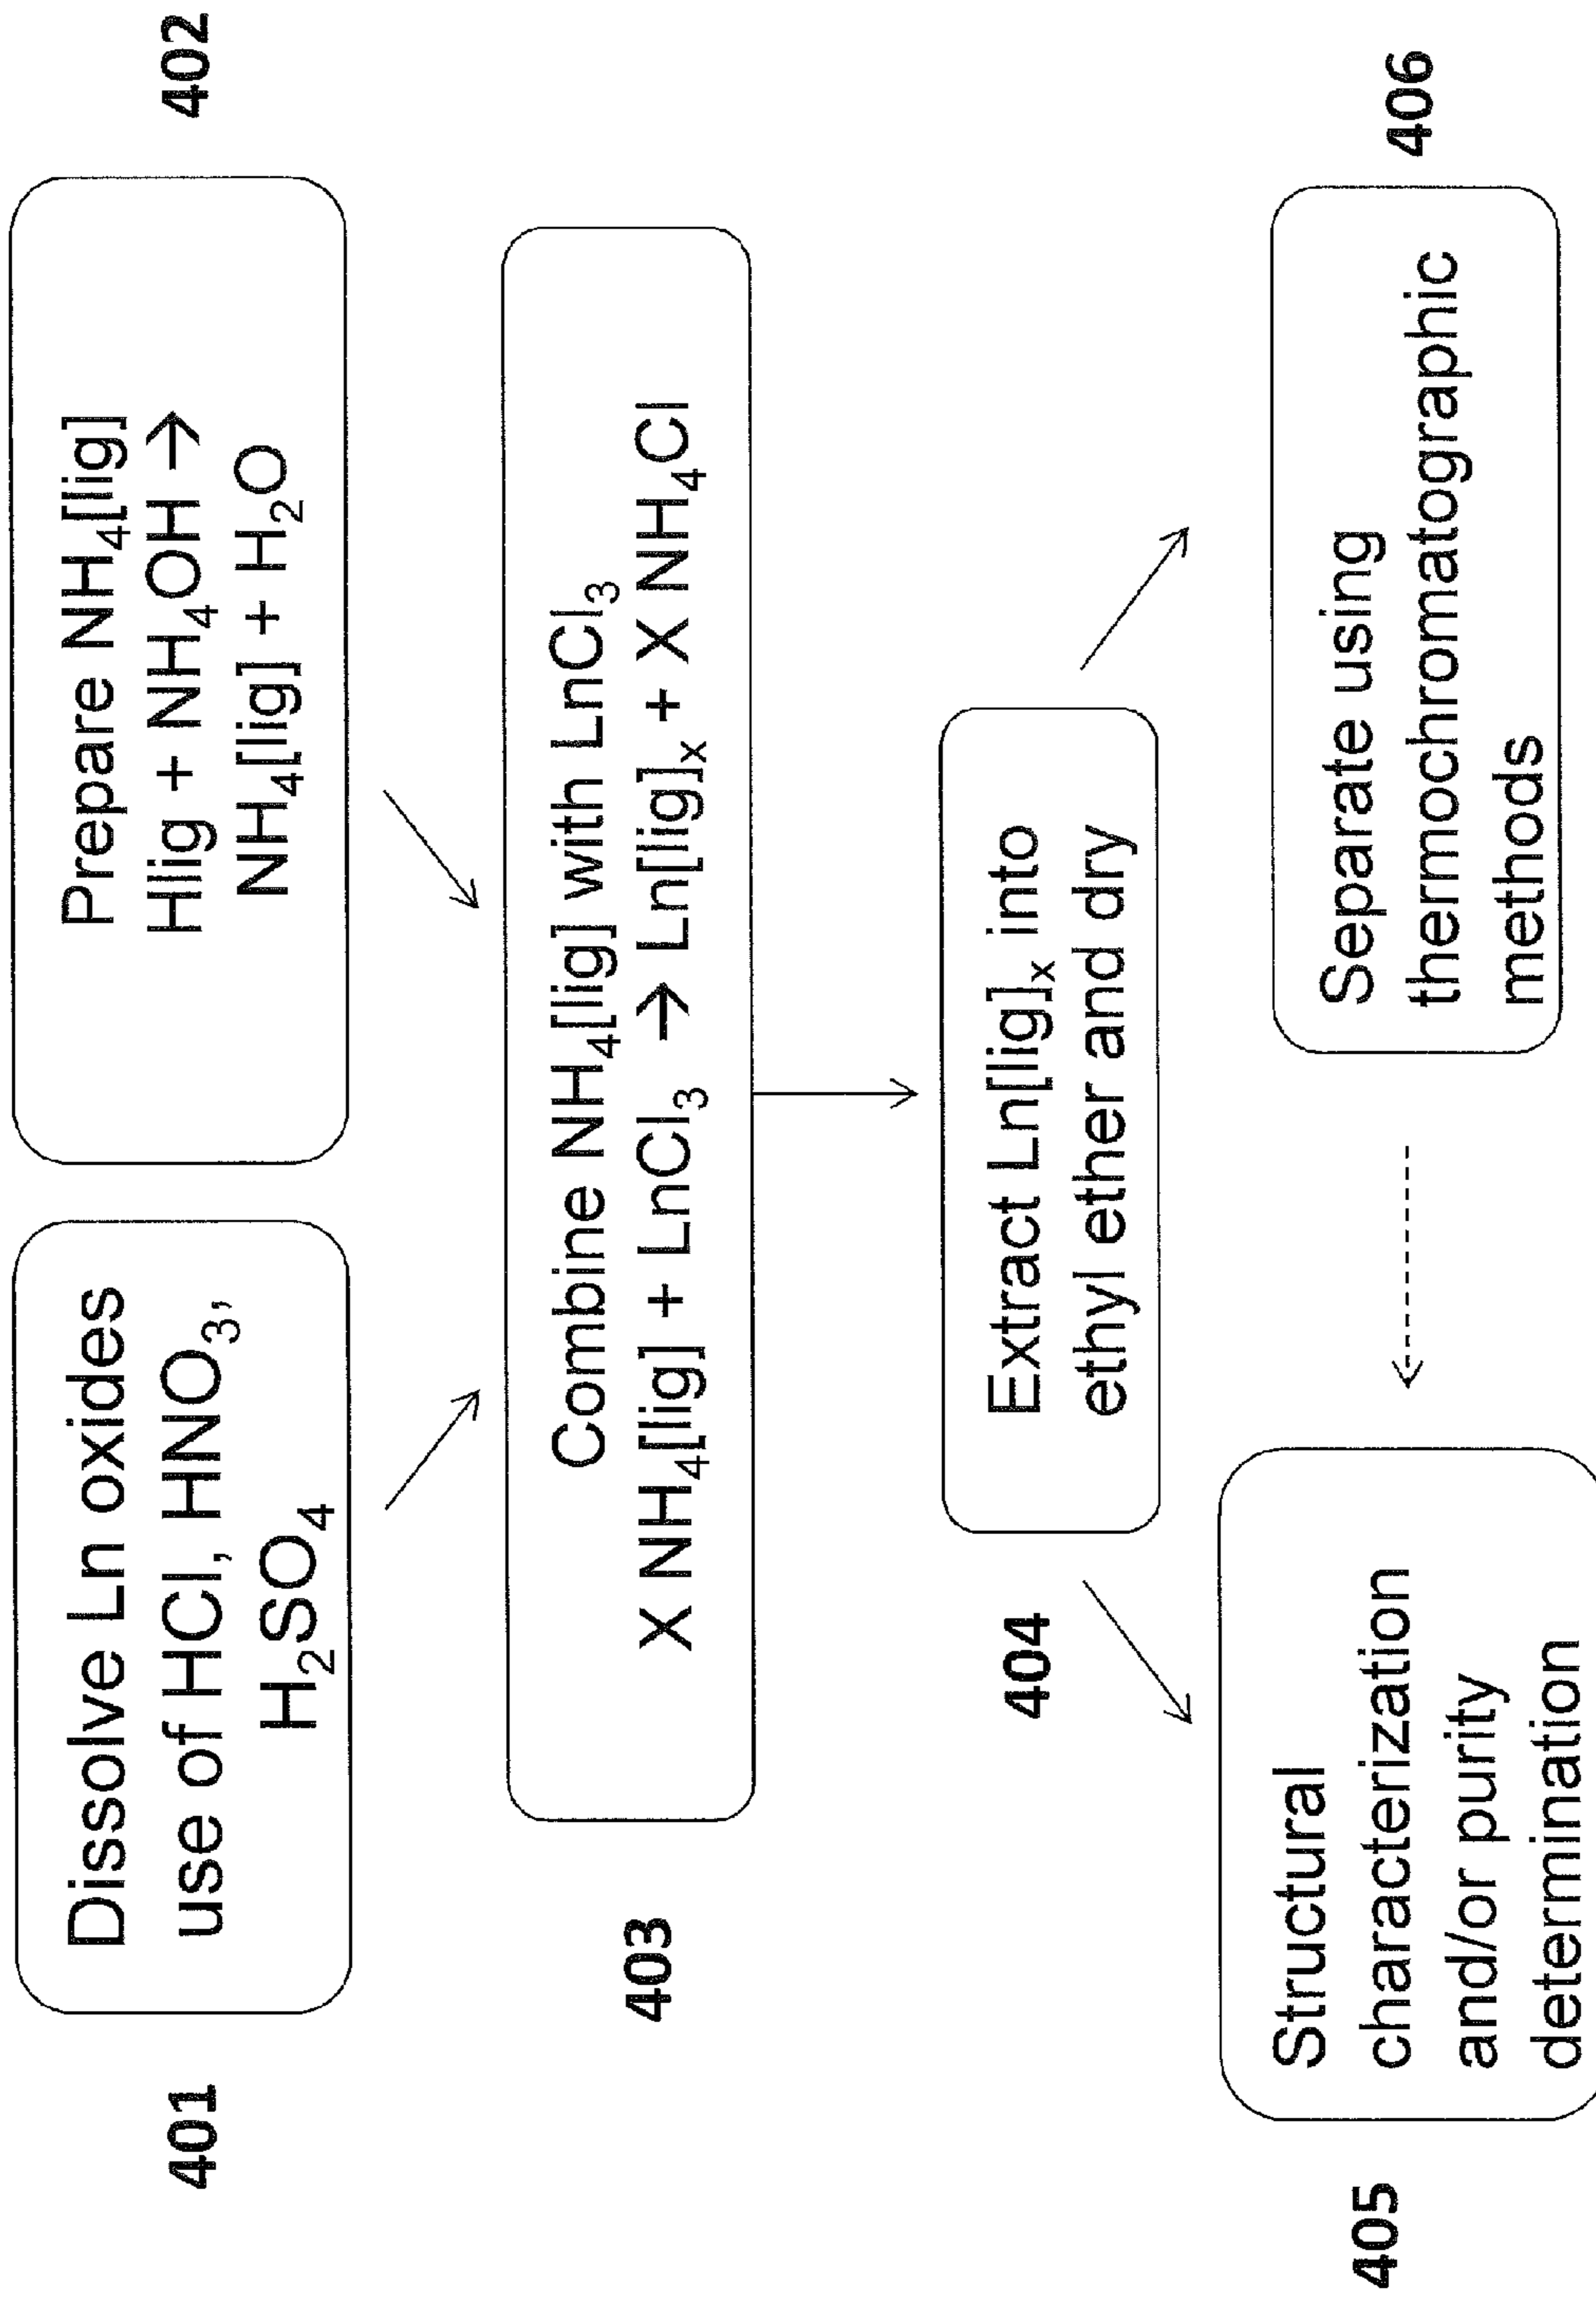 401
Dissolve Ln oxides
use of HCl, HNO₃,
H₂SO₄
Prepare NH₄[lig]
Hlig + NH₄OH →
NH₄[lig] + H₂O
402
403
Combine NH₄[lig] with LnCl₃
X NH₄[lig] + LnCl₃ → Ln[lig]ₓ + X NH₄Cl
404
Extract Ln[lig]ₓ into
ethyl ether and dry
405
Structural
characterization
and/or purity
determination
Separate using
thermochromatographic
methods
406